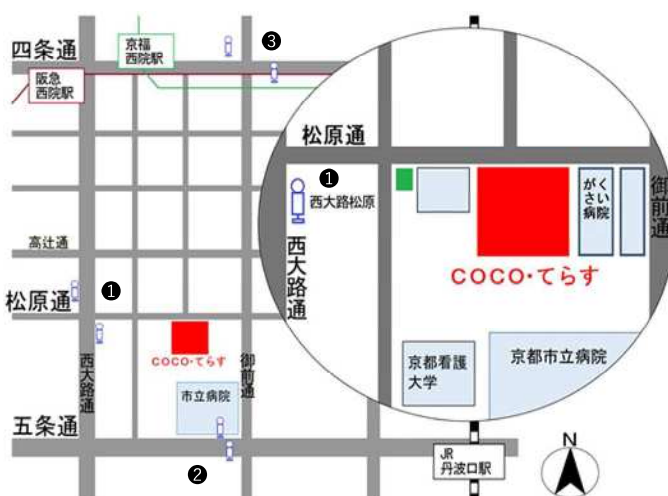 四条通
京福
西院駅
❸
阪急
西院駅
高辻通
松原通
❶
西大路通
COCO・てらす
御前通
市立病院
五条通
❷
松原通
❶
西大路松原
西大路通
がくさい病院
御前通
COCO・てらす
京都看護
大学
京都市立病院
JR
丹波口駅
N